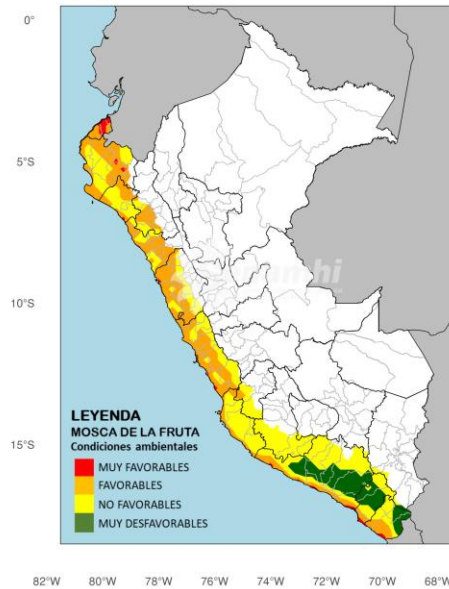 0°
5°S
10°S
15°S
LEYENDA
MOSCA DE LA FRUTA
Condiciones ambientales
MUY FAVORABLES
FAVORABLES
NO FAVORABLES
MUY DESFAVORABLES
82°W 80°W 78°W 76°W 74°W 72°W 70°W 68°W